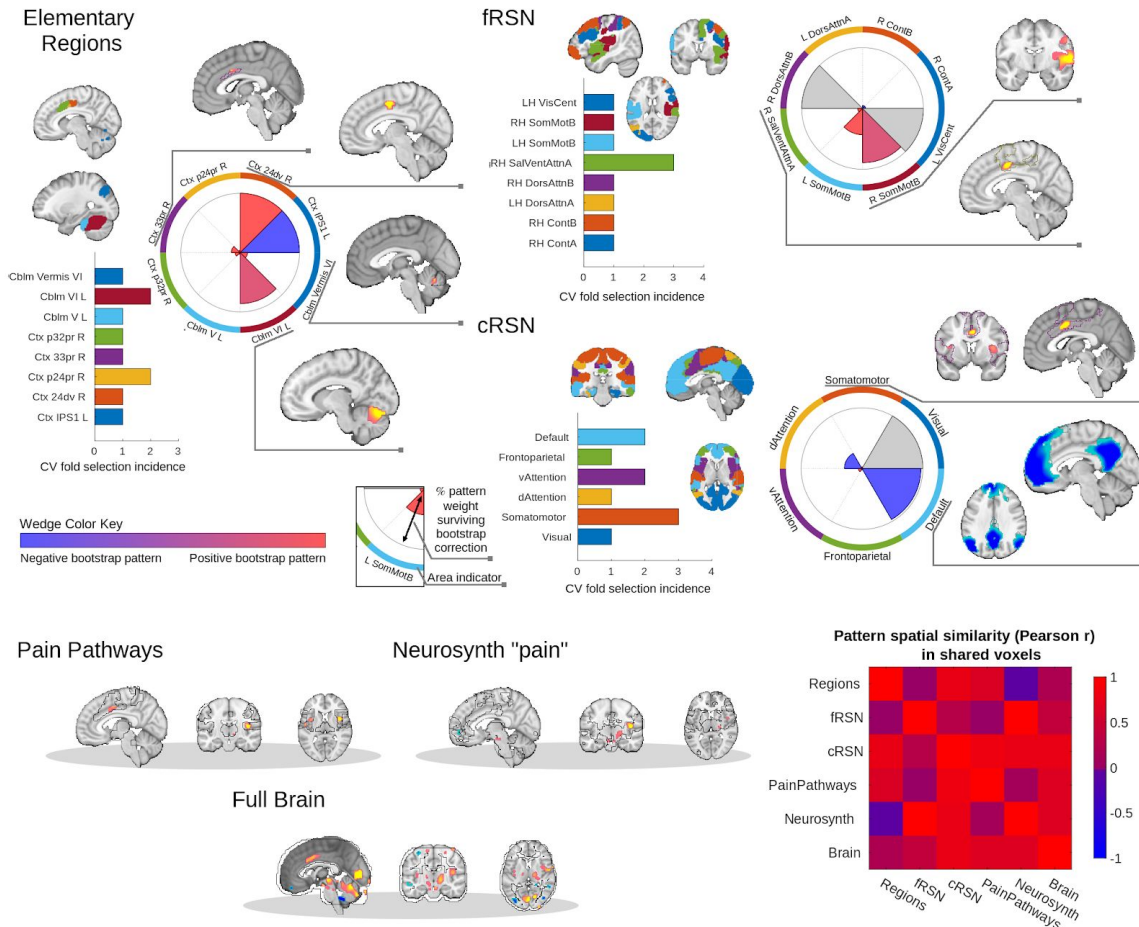 Elementary
Regions
Ctx p24pr R
Ctx 24dv R
Ctx IPS1 L
Cblm Vermis VI
Cblm VI L
Cblm V L
Ctx p32pr R
Ctx 33pr R
Cblm Vermis VI
Cblm VI L
Cblm V L
Ctx p32pr R
Ctx 33pr R
Ctx p24pr R
Ctx 24dv R
Ctx IPS1 L
0 1 2 3
CV fold selection incidence
Wedge Color Key
Negative bootstrap pattern Positive bootstrap pattern
% pattern
weight
surviving
bootstrap
correction
Area indicator
L SomMotB
fRSN
LH VisCent
RH SomMotB
LH SomMotB
RH SalVentAttnA
RH DorsAttnB
LH DorsAttnA
RH ContB
RH ContA
0 1 2 3 4
CV fold selection incidence
L DorsAttnA
R ContB
R ContA
L VisCent
R SomMotB
L SomMotB
R SalVentAttnA
R DorsAttnB
cRSN
Default
Frontoparietal
vAttention
dAttention
Somatomotor
Visual
0 1 2 3 4
CV fold selection incidence
Somatomotor
Visual
Default
Frontoparietal
vAttention
dAttention
Pain Pathways
Neurosynth "pain"
Full Brain
Pattern spatial similarity (Pearson r)
in shared voxels
Regions
fRSN
cRSN
PainPathways
Neurosynth
Brain
Regions
fRSN
cRSN
PainPathways
Neurosynth
Brain
1
0.5
0
-0.5
-1